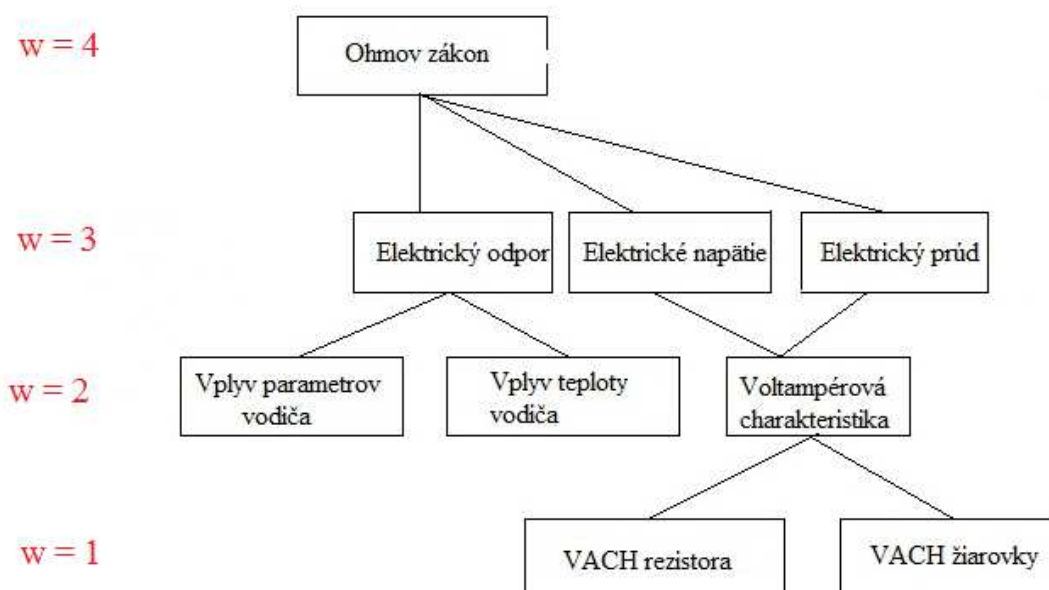 w = 4
Ohmov zákon
w = 3
Elektrický odpor
Elektrické napätie
Elektrický prúd
w = 2
Vplyv parametrov
vodiča
Vplyv teploty
vodiča
Voltampérová
charakteristika
w = 1
VACH rezistora
VACH žiarovky